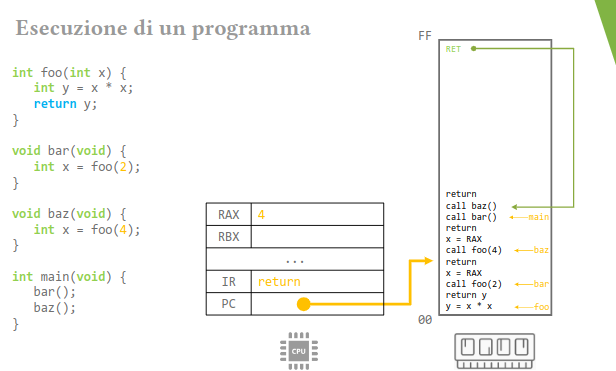 Esecuzione di un programma
int foo(int x) {
int y = x * x;
return y;
}
void bar(void) {
int x = foo(2);
}
void baz(void) {
int x = foo(4);
}
int main(void) {
bar();
baz();
}
RAX 4
RBX
...
IR return
PC
CPU
FF
RET
return
call baz()
call bar() main
return
x = RAX
call foo(4) baz
return
x = RAX
call foo(2) bar
return y
y = x * x foo
00